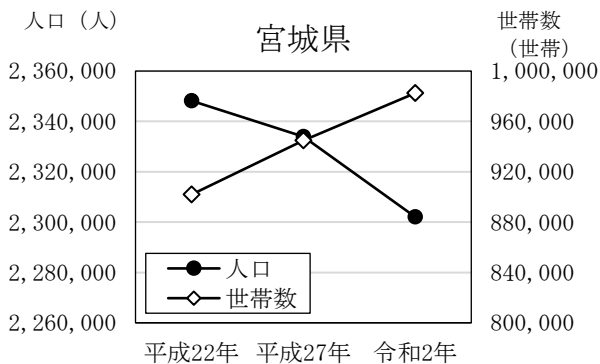 人口（人）
宮城県
世帯数
（世帯）
2,360,000
2,340,000
2,320,000
2,300,000
2,280,000
2,260,000
1,000,000
960,000
920,000
880,000
840,000
800,000
人口
世帯数
平成22年 平成27年 令和2年